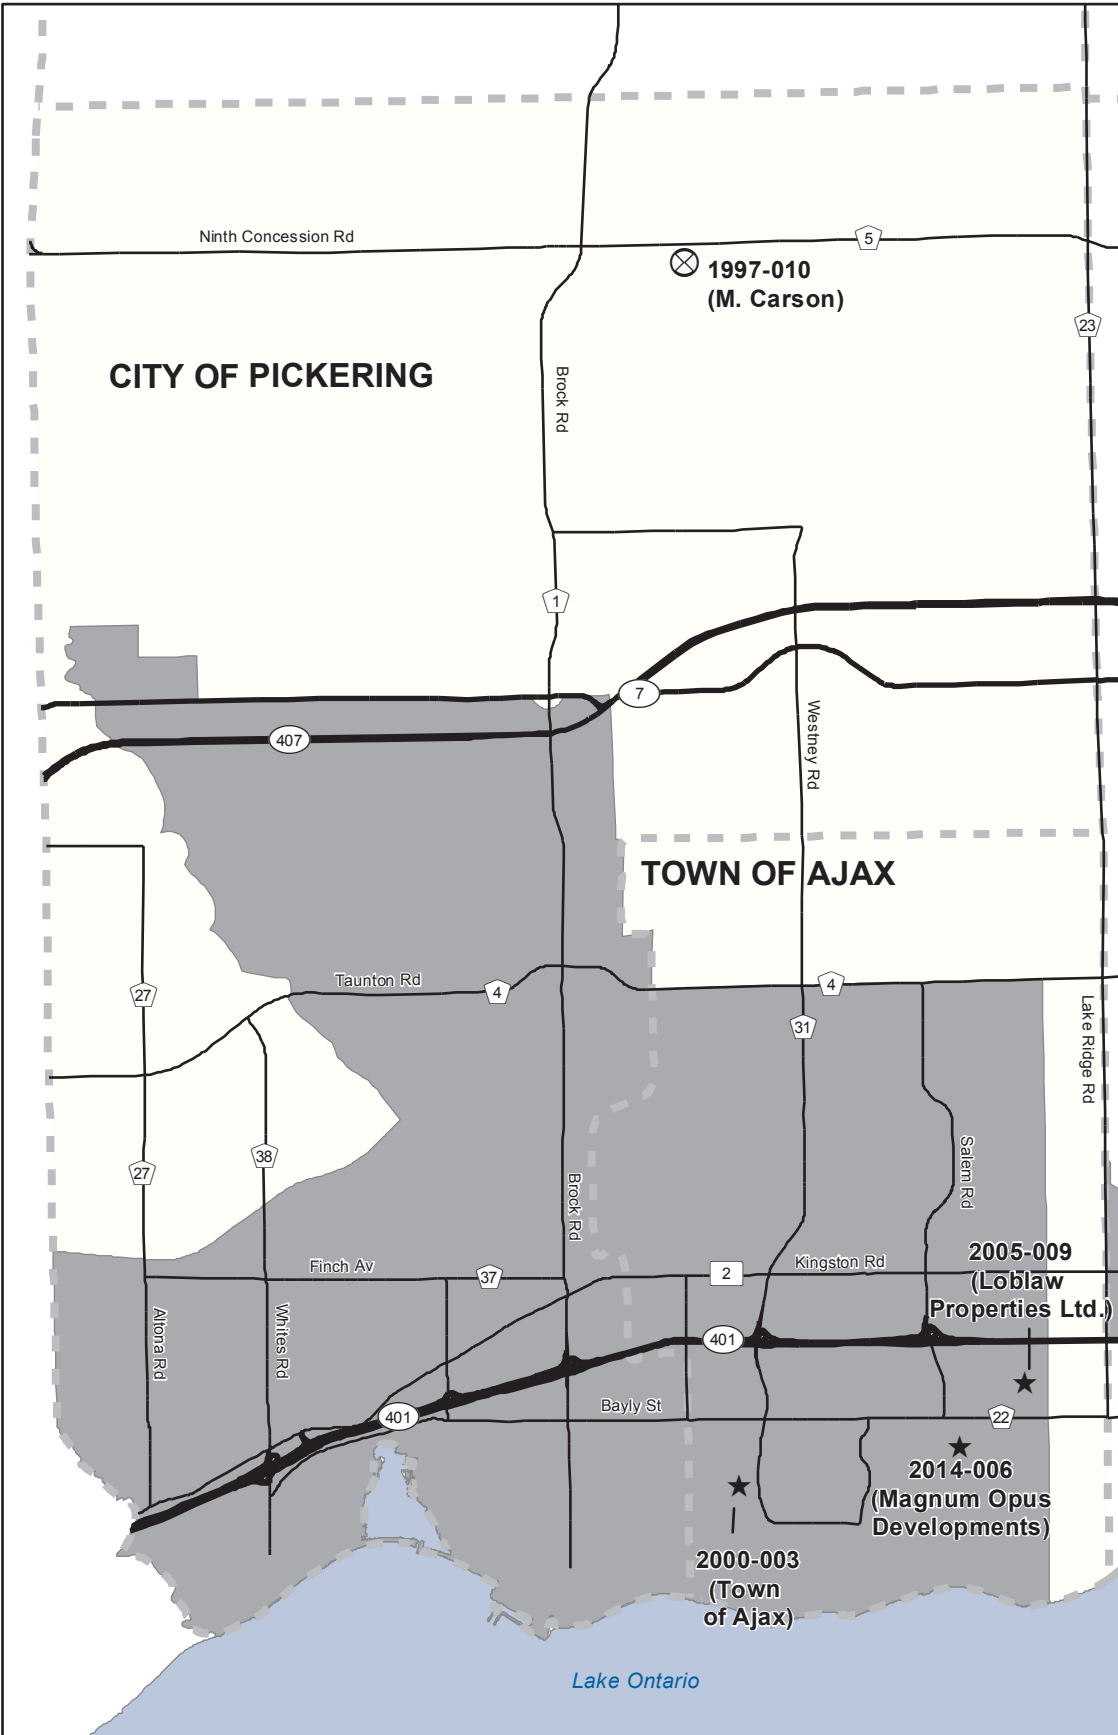 Ninth Concession Rd
5
1997-010
(M. Carson)
23
CITY OF PICKERING
Brock Rd
1
7
407
Westney Rd
TOWN OF AJAX
Taunton Rd
4
4
27
31
Lake Ridge Rd
38
27
Salem Rd
Brock Rd
2005-009
(Loblaw
Properties Ltd.)
Kingston Rd
2
Finch Av
37
Altona Rd
Whites Rd
401
Bayly St
401
22
2014-006
(Magnum Opus
Developments)
2000-003
(Town
of Ajax)
Lake Ontario